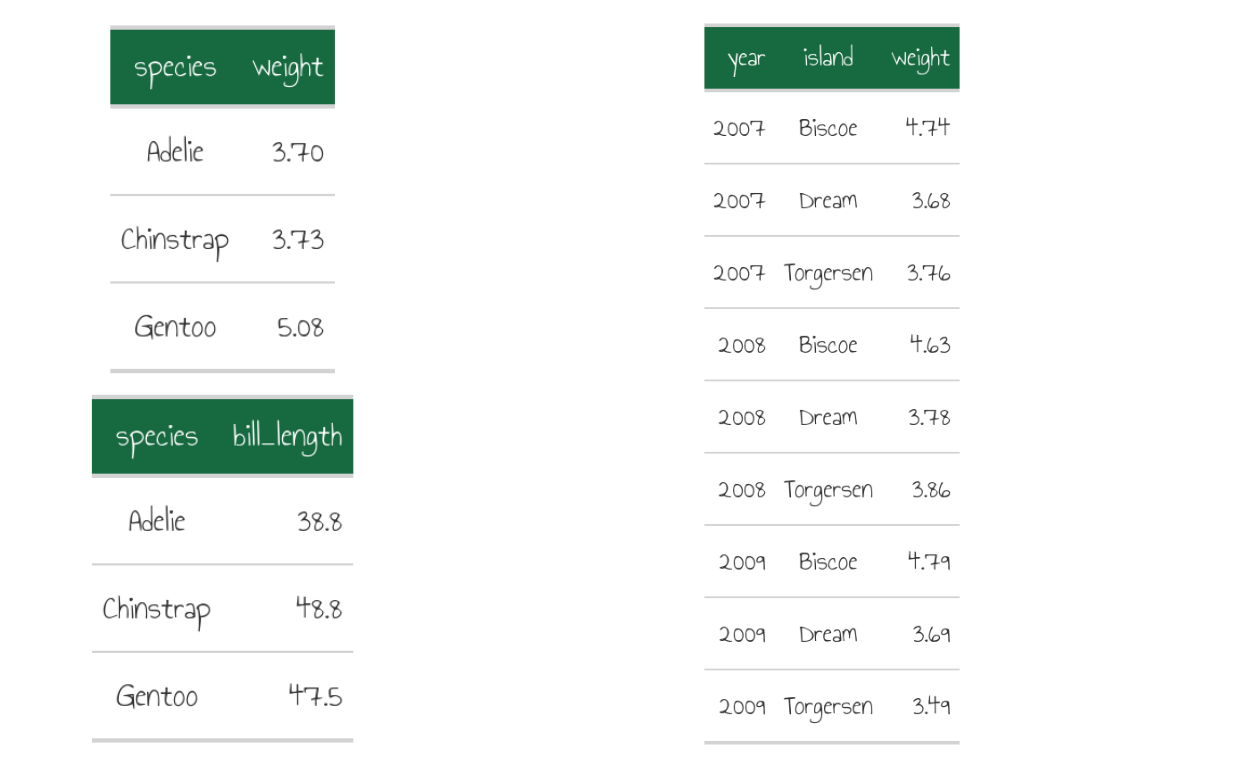 species weight
Adelie 3.70
Chinstrap 3.73
Gentoo 5.08
species bill_length
Adelie 38.8
Chinstrap 48.8
Gentoo 47.5
year island weight
2007 Biscoe 4.74
2007 Dream 3.68
2007 Torgersen 3.76
2008 Biscoe 4.63
2008 Dream 3.78
2008 Torgersen 3.86
2009 Biscoe 4.79
2009 Dream 3.69
2009 Torgersen 3.49